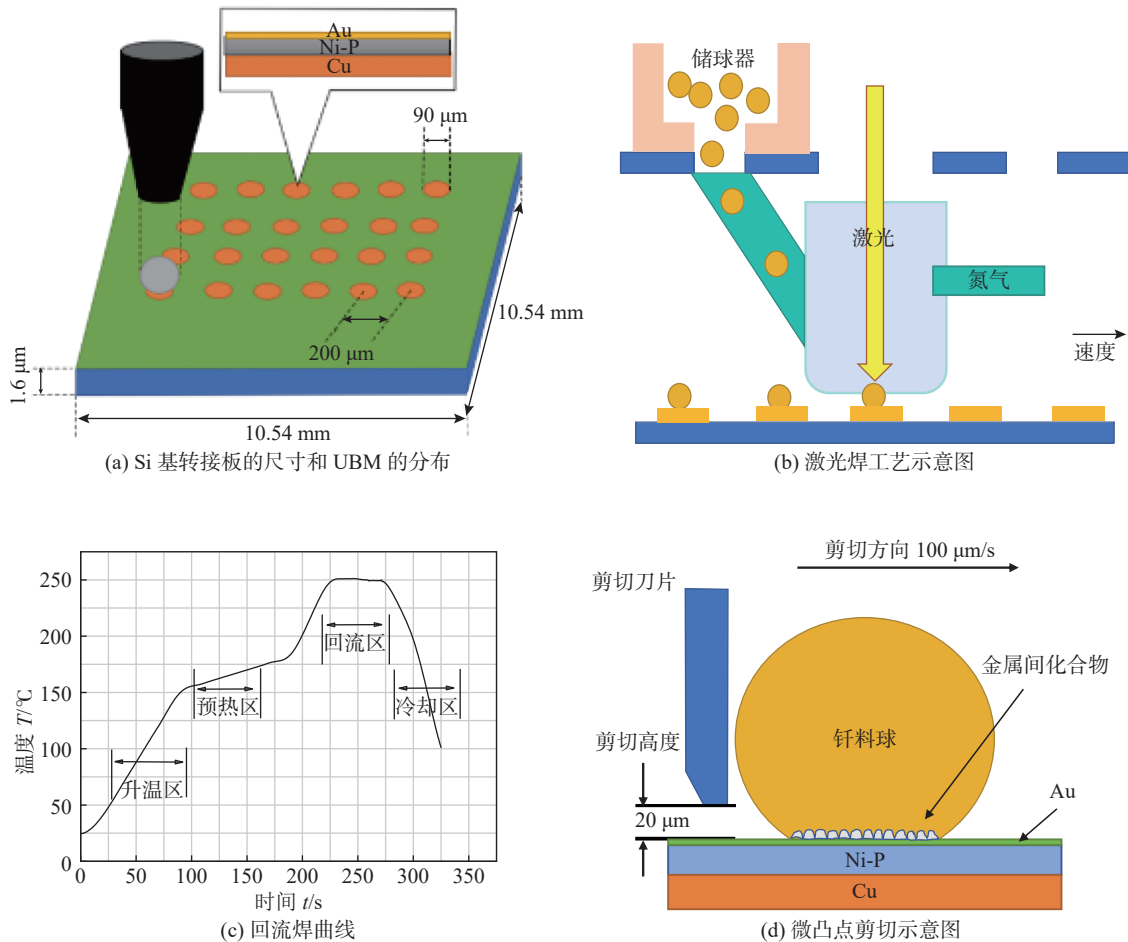 Au
Ni-P
Cu
90 μm
200 μm
10.54 mm
1.6 μm
10.54 mm
(a) Si 基转接板的尺寸和 UBM 的分布
储球器
激光
氮气
速度
(b) 激光焊工艺示意图
温度 T/℃
250
200
150
100
50
0
升温区
预热区
回流区
冷却区
0
50
100
150
200
250
300
350
时间 t/s
(c) 回流焊曲线
剪切方向 100 μm/s
剪切刀片
金属间化合物
钎料球
剪切高度
20 μm
Au
Ni-P
Cu
(d) 微凸点剪切示意图